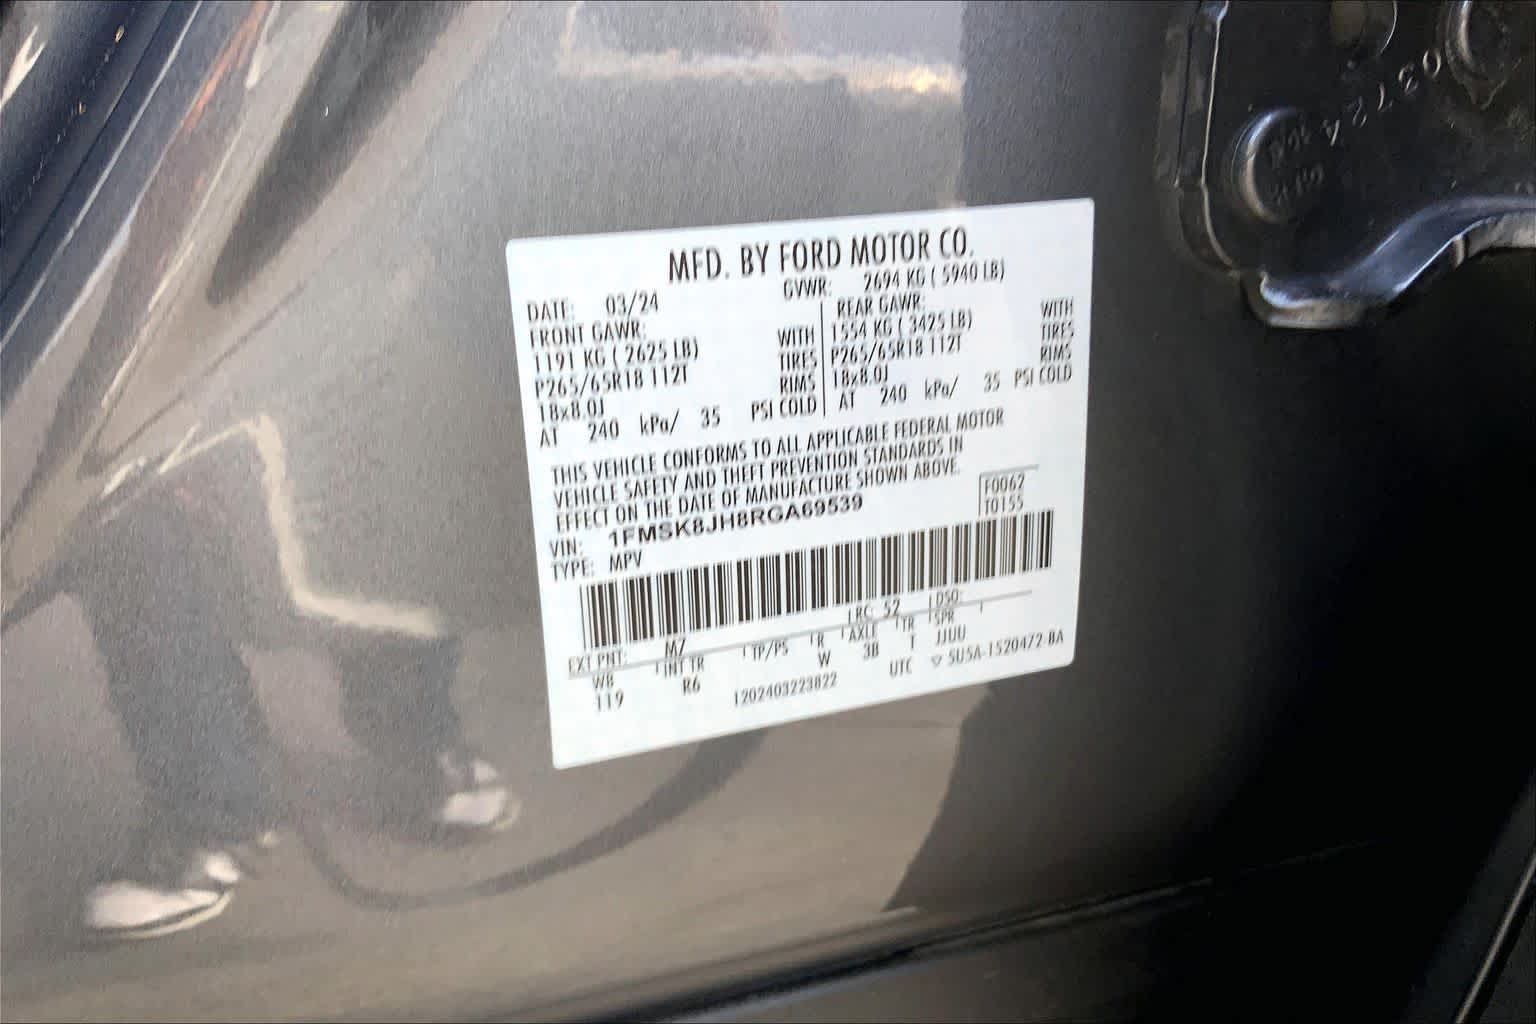 MFD. BY FORD MOTOR CO.
DATE: 03/24
GVWR: 2694 KG ( 5940 LB)
FRONT GAWR:
1191 KG ( 2625 LB) WITH
P265/65R18 112T TIRES
18x8.0J RIMS
AT 240 kPa/ 35 PSI COLD
REAR GAWR:
1554 KG ( 3425 LB) WITH
P265/65R18 112T TIRES
18x8.0J RIMS
AT 240 kPa/ 35 PSI COLD
THIS VEHICLE CONFORMS TO ALL APPLICABLE FEDERAL MOTOR
VEHICLE SAFETY AND THEFT PREVENTION STANDARDS IN
EFFECT ON THE DATE OF MANUFACTURE SHOWN ABOVE.
VIN: 1FMSK8JH8RGA69539
TYPE: MPV
F0062
T0155
EXT PNT: M7 RC: 52 DSO:
WB INT TR TP/PS R AXLE TR SPR
119 R6 W 3B T JJUU
1202403223822 UTC ▽ 5U5A-1520472-BA
03724